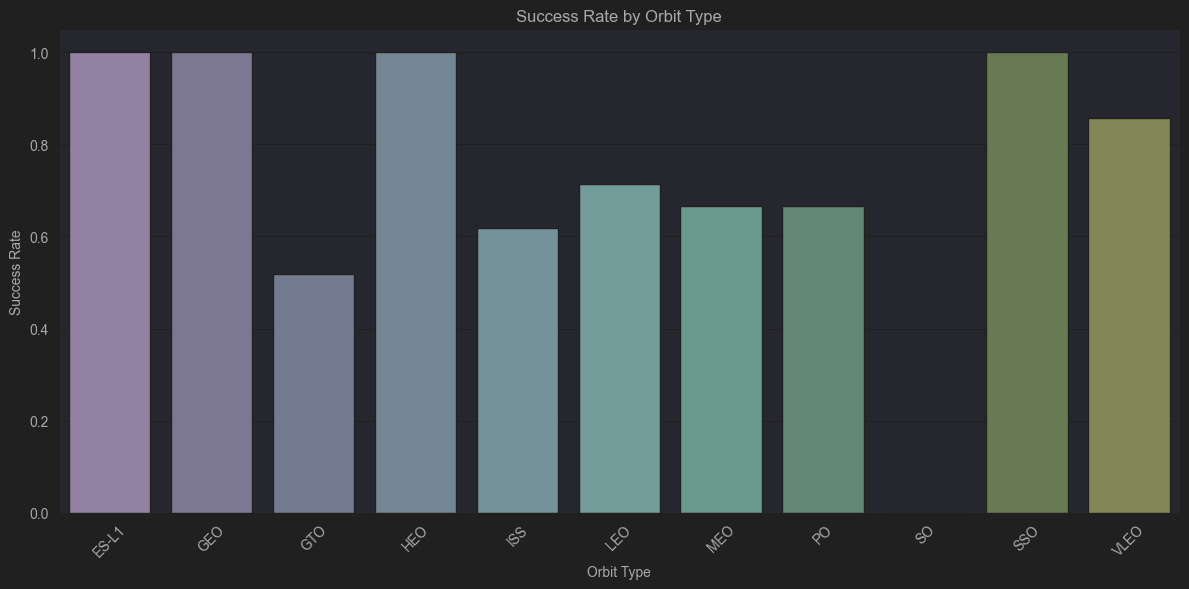 Success Rate by Orbit Type
Success Rate
1.0
0.8
0.6
0.4
0.2
0.0
ES-L1
GEO
GTO
HEO
ISS
LEO
MEO
PO
SO
SSO
VLEO
Orbit Type